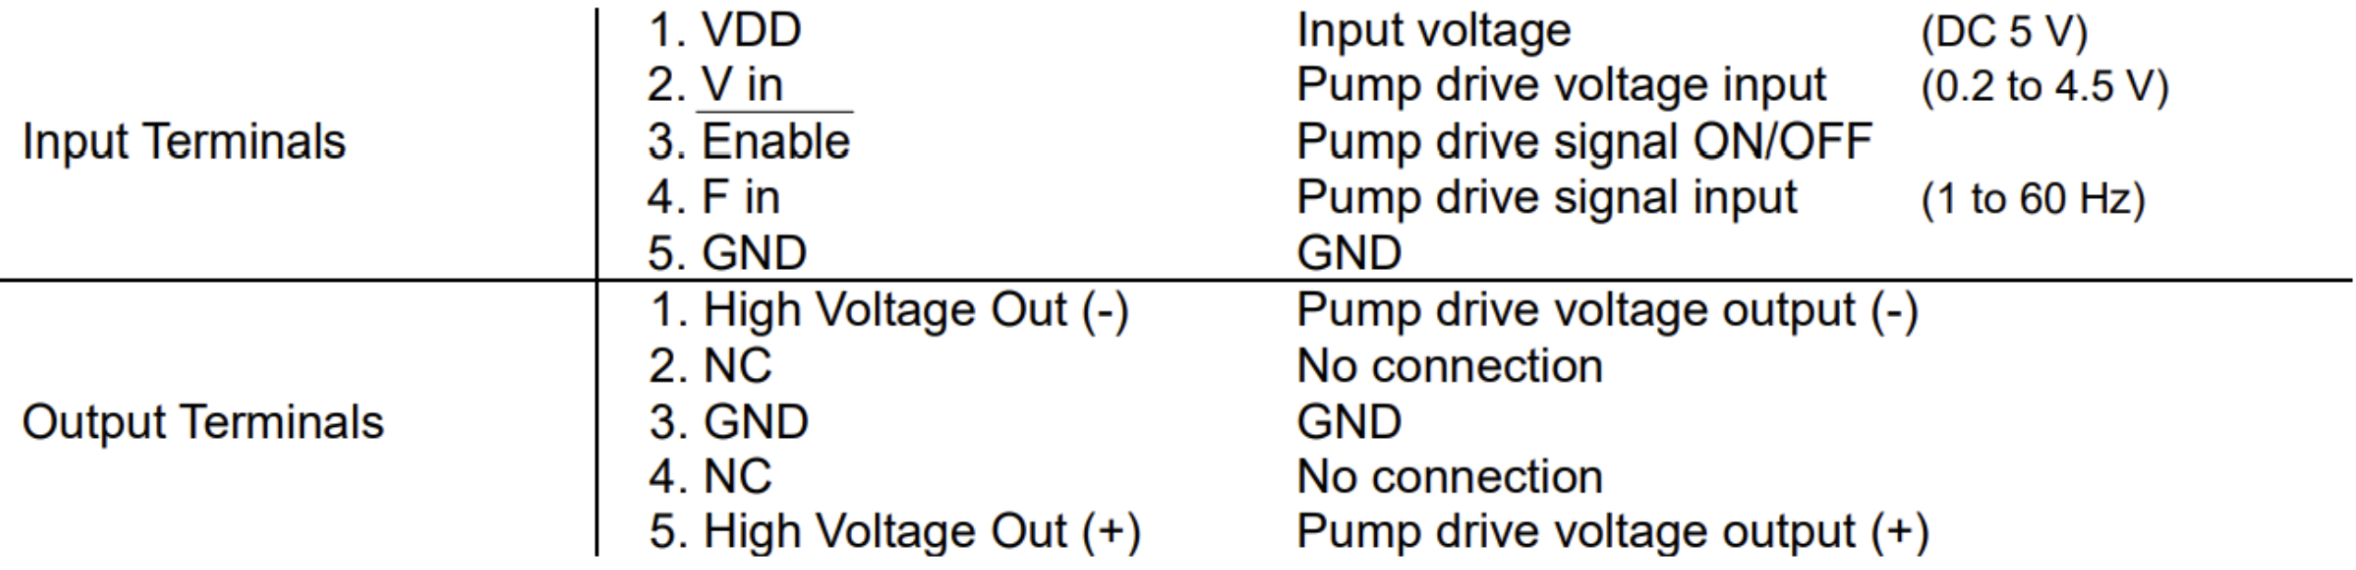 1. VDD Input voltage (DC 5 V)
2. V in Pump drive voltage input (0.2 to 4.5 V)
Input Terminals 3. Enable Pump drive signal ON/OFF
4. F in Pump drive signal input (1 to 60 Hz)
5. GND GND
1. High Voltage Out (-) Pump drive voltage output (-)
2. NC No connection
Output Terminals 3. GND GND
4. NC No connection
5. High Voltage Out (+) Pump drive voltage output (+)